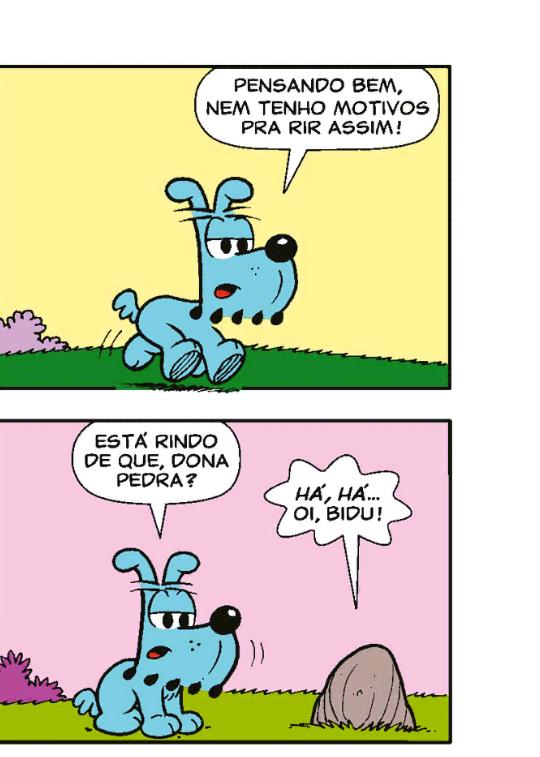 PENSANDO BEM,
NEM TENHO MOTIVOS
PRA RIR ASSIM!
ESTÁ RINDO
DE QUE, DONA
PEDRA?
HÁ, HÁ...
OI, BIDU!